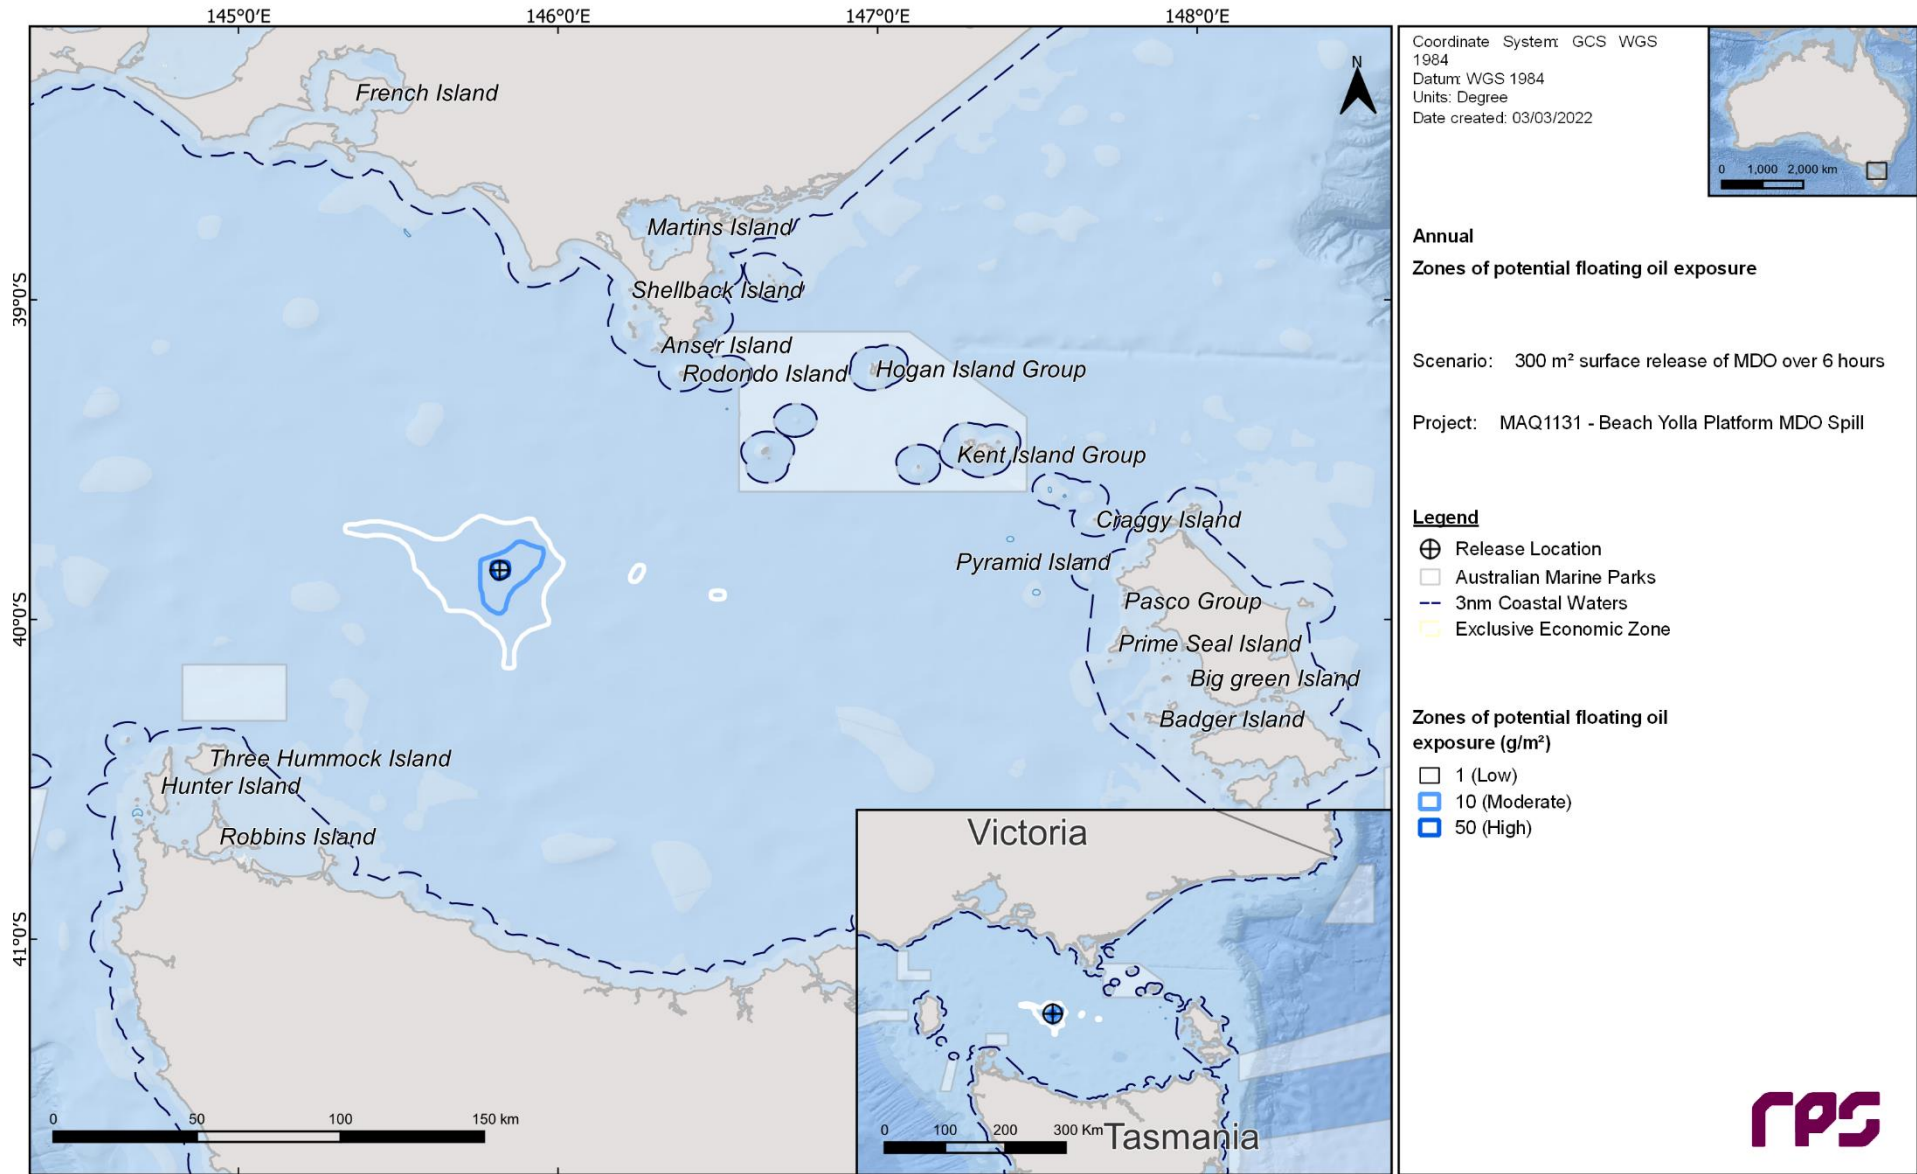 145°0'E 146°0'E 147°0'E 148°0'E
39°0'S
40°0'S
41°0'S
N
French Island
Martins Island
Shellback Island
Anser Island
Rodondo Island
Hogan Island Group
Kent Island Group
Craggy Island
Pyramid Island
Pasco Group
Prime Seal Island
Big green Island
Badger Island
Three Hummock Island
Hunter Island
Robbins Island
0 50 100 150 km
Victoria
Tasmania
0 100 200 300 Km
Coordinate System: GCS WGS
1984
Datum: WGS 1984
Units: Degree
Date created: 03/03/2022
0 1,000 2,000 km
Annual
Zones of potential floating oil exposure
Scenario: 300 m² surface release of MDO over 6 hours
Project: MAQ1131 - Beach Yolla Platform MDO Spill
Legend
Release Location
Australian Marine Parks
3nm Coastal Waters
Exclusive Economic Zone
Zones of potential floating oil
exposure (g/m²)
1 (Low)
10 (Moderate)
50 (High)
rps